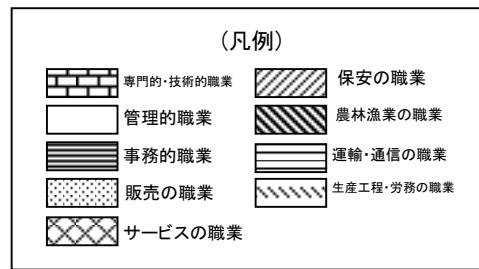 (凡例)
専門的・技術的職業
管理的職業
事務的職業
販売の職業
サービスの職業
保安の職業
農林漁業の職業
運輸・通信の職業
生産工程・労務の職業